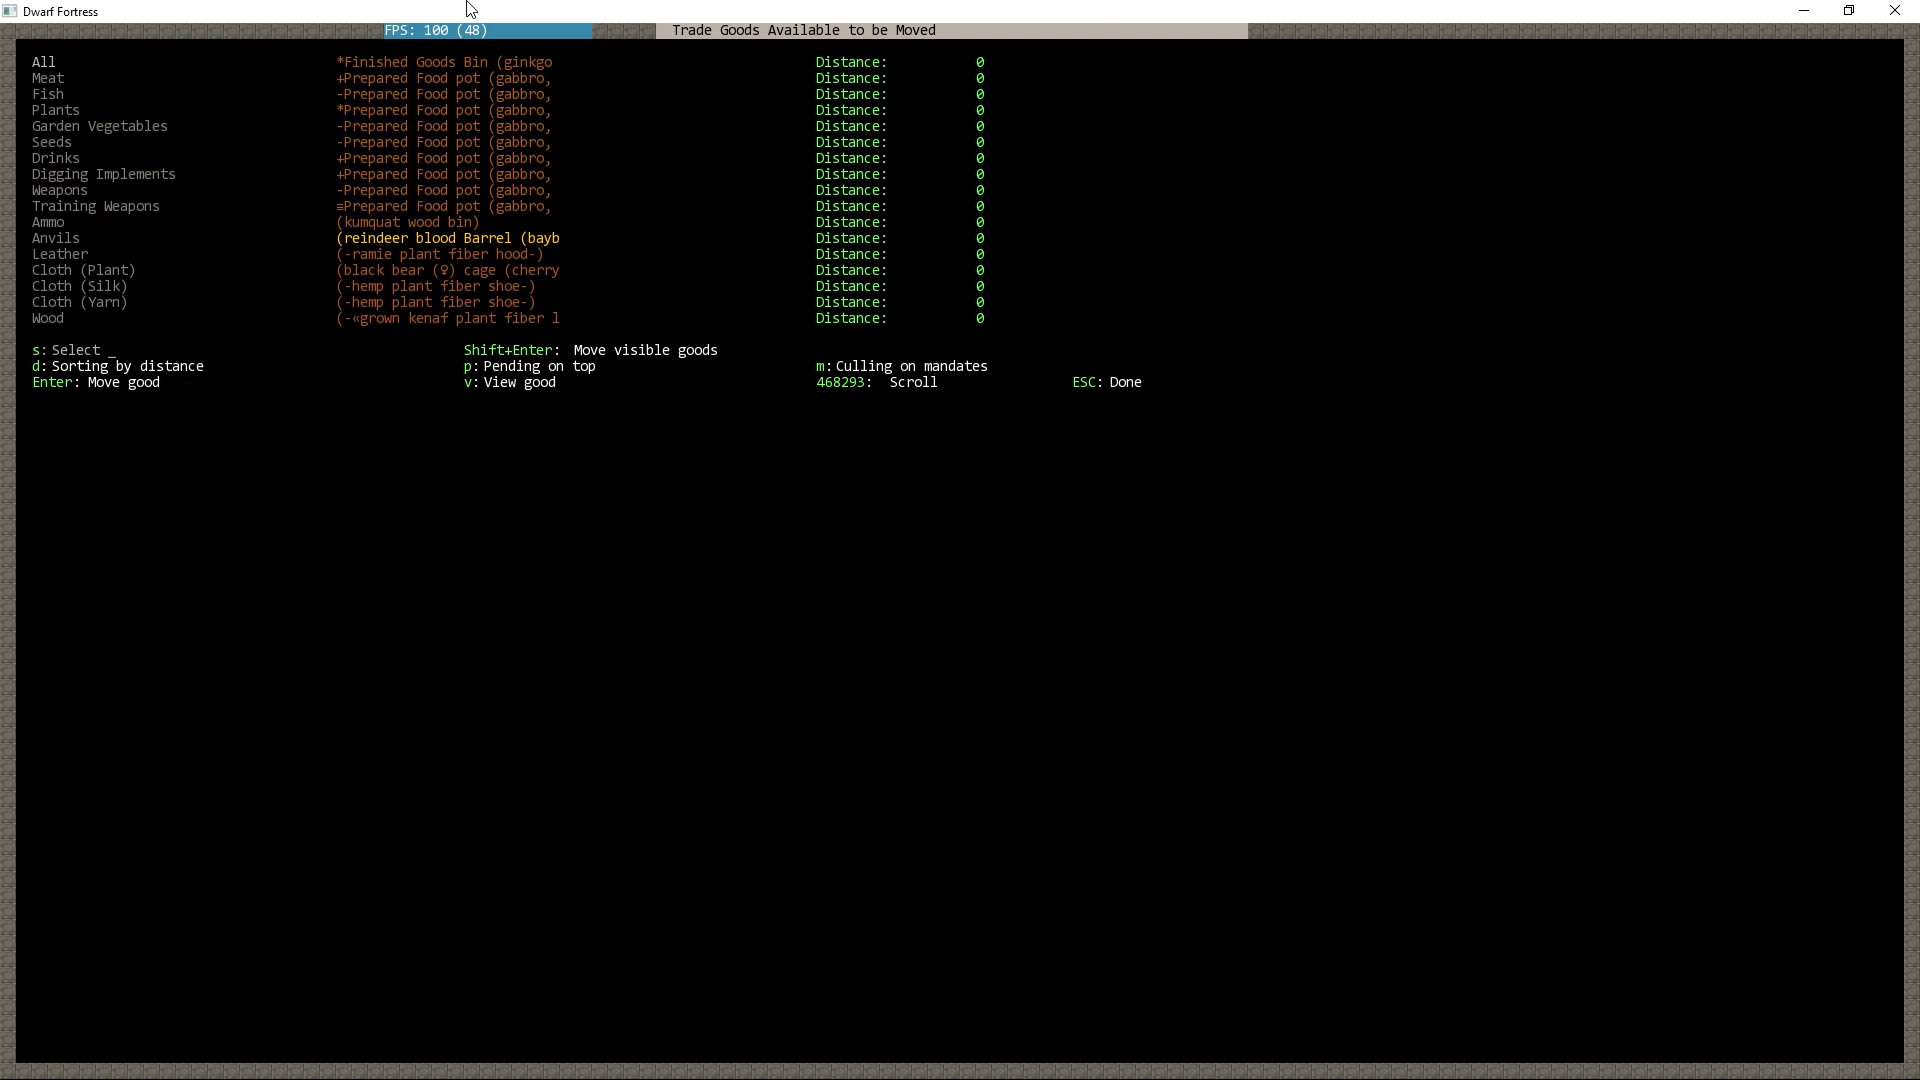 Dwarf Fortress
FPS: 100 (48) Trade Goods Available to be Moved
All *Finished Goods Bin (ginkgo Distance: 0
Meat +Prepared Food pot (gabbro, Distance: 0
Fish -Prepared Food pot (gabbro, Distance: 0
Plants *Prepared Food pot (gabbro, Distance: 0
Garden Vegetables -Prepared Food pot (gabbro, Distance: 0
Seeds -Prepared Food pot (gabbro, Distance: 0
Drinks +Prepared Food pot (gabbro, Distance: 0
Digging Implements +Prepared Food pot (gabbro, Distance: 0
Weapons -Prepared Food pot (gabbro, Distance: 0
Training Weapons ≡Prepared Food pot (gabbro, Distance: 0
Ammo (kumquat wood bin) Distance: 0
Anvils (reindeer blood Barrel (bayb Distance: 0
Leather (-ramie plant fiber hood-) Distance: 0
Cloth (Plant) (black bear (♀) cage (cherry Distance: 0
Cloth (Silk) (-hemp plant fiber shoe-) Distance: 0
Cloth (Yarn) (-hemp plant fiber shoe-) Distance: 0
Wood (-«grown kenaf plant fiber l Distance: 0
s: Select _ Shift+Enter: Move visible goods
d: Sorting by distance p: Pending on top m: Culling on mandates
Enter: Move good v: View good 468293: Scroll ESC: Done